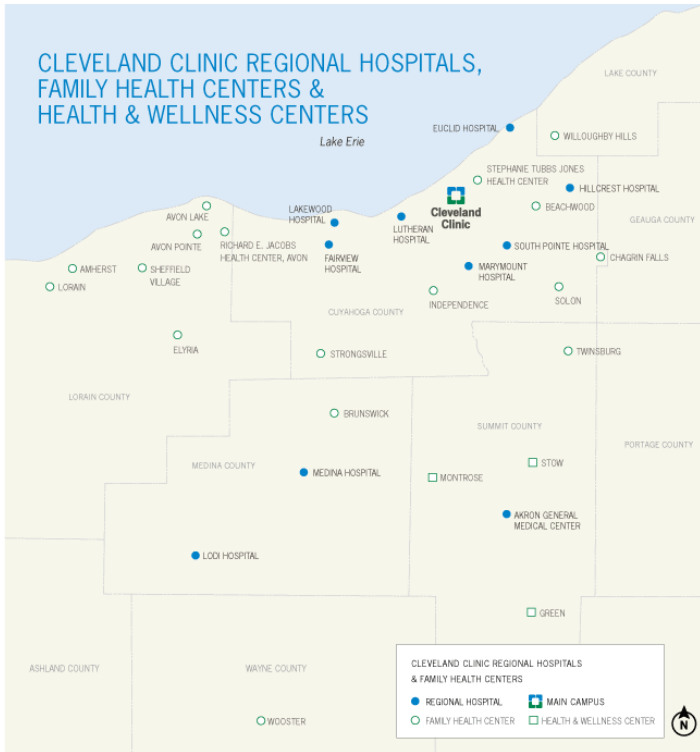 CLEVELAND CLINIC REGIONAL HOSPITALS,
FAMILY HEALTH CENTERS &
HEALTH & WELLNESS CENTERS
LAKE COUNTY
Lake Erie
EUCLID HOSPITAL
WILLOUGHBY HILLS
STEPHANIE TUBBS JONES
HEALTH CENTER
HILLCREST HOSPITAL
Cleveland
Clinic
BEACHWOOD
GEAUGA COUNTY
AVON LAKE
LAKEWOOD
HOSPITAL
LUTHERAN
HOSPITAL
AVON POINTE
RICHARD E. JACOBS
HEALTH CENTER, AVON
FAIRVIEW
HOSPITAL
SOUTH POINTE HOSPITAL
CHAGRIN FALLS
MARYMOUNT
HOSPITAL
AMHERST
SHEFFIELD
VILLAGE
LORAIN
INDEPENDENCE
SOLON
CUYAHOGA COUNTY
ELYRIA
STRONGSVILLE
TWINSBURG
LORAIN COUNTY
BRUNSWICK
SUMMIT COUNTY
PORTAGE COUNTY
MEDINA COUNTY
STOW
MEDINA HOSPITAL
MONTROSE
AKRON GENERAL
MEDICAL CENTER
LODI HOSPITAL
GREEN
ASHLAND COUNTY
WAYNE COUNTY
WOOSTER
CLEVELAND CLINIC REGIONAL HOSPITALS
& FAMILY HEALTH CENTERS
REGIONAL HOSPITAL
MAIN CAMPUS
FAMILY HEALTH CENTER
HEALTH & WELLNESS CENTER
N